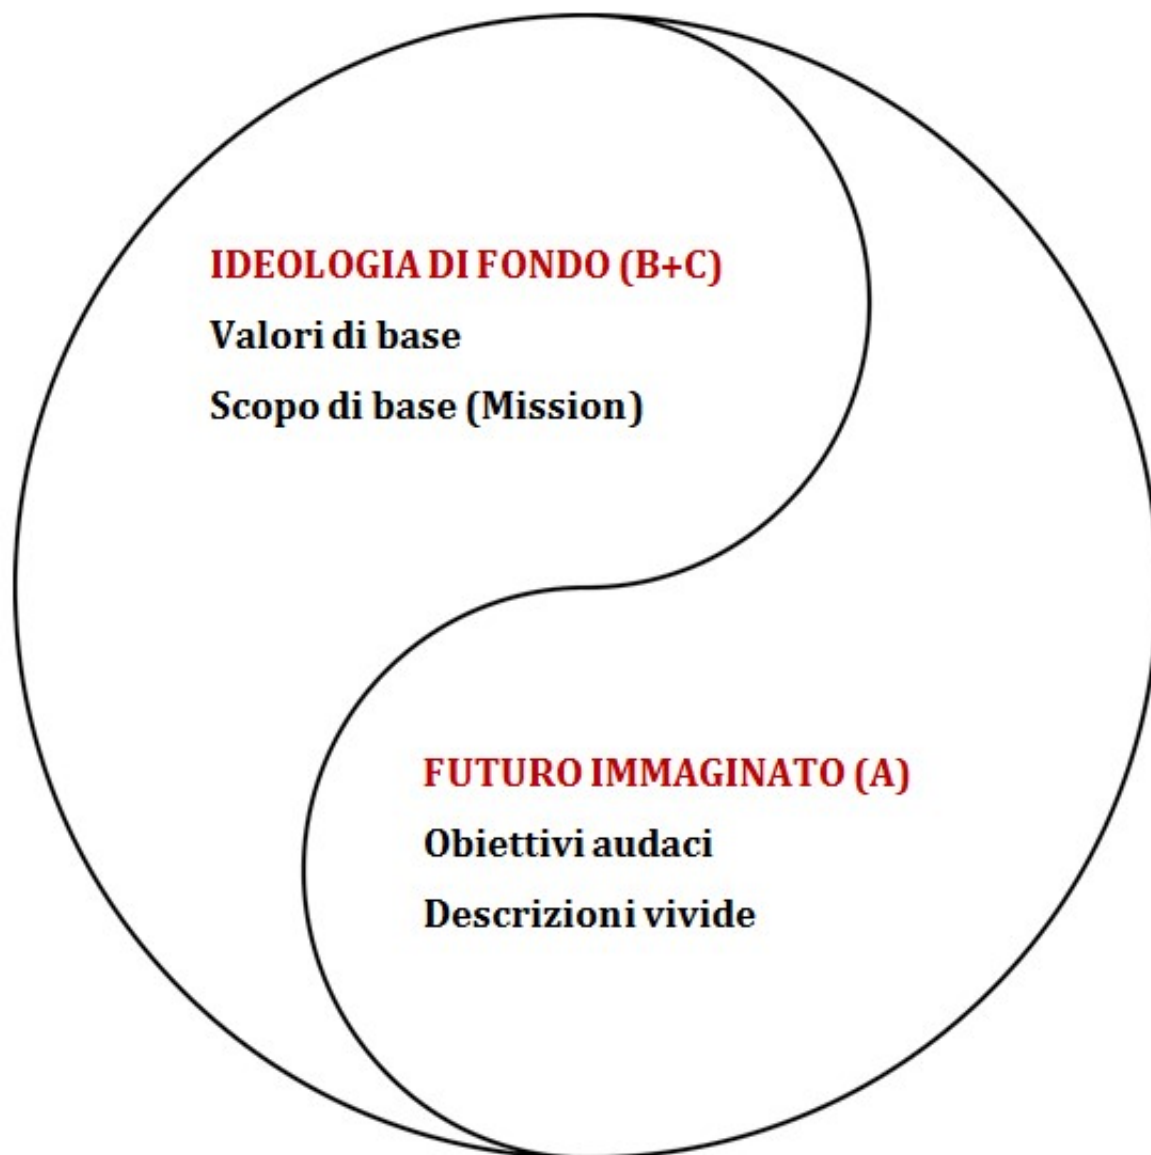 IDEOLOGIA DI FONDO (B+C)
Valori di base
Scopo di base (Mission)
FUTURO IMMAGINATO (A)
Obiettivi audaci
Descrizioni vivide